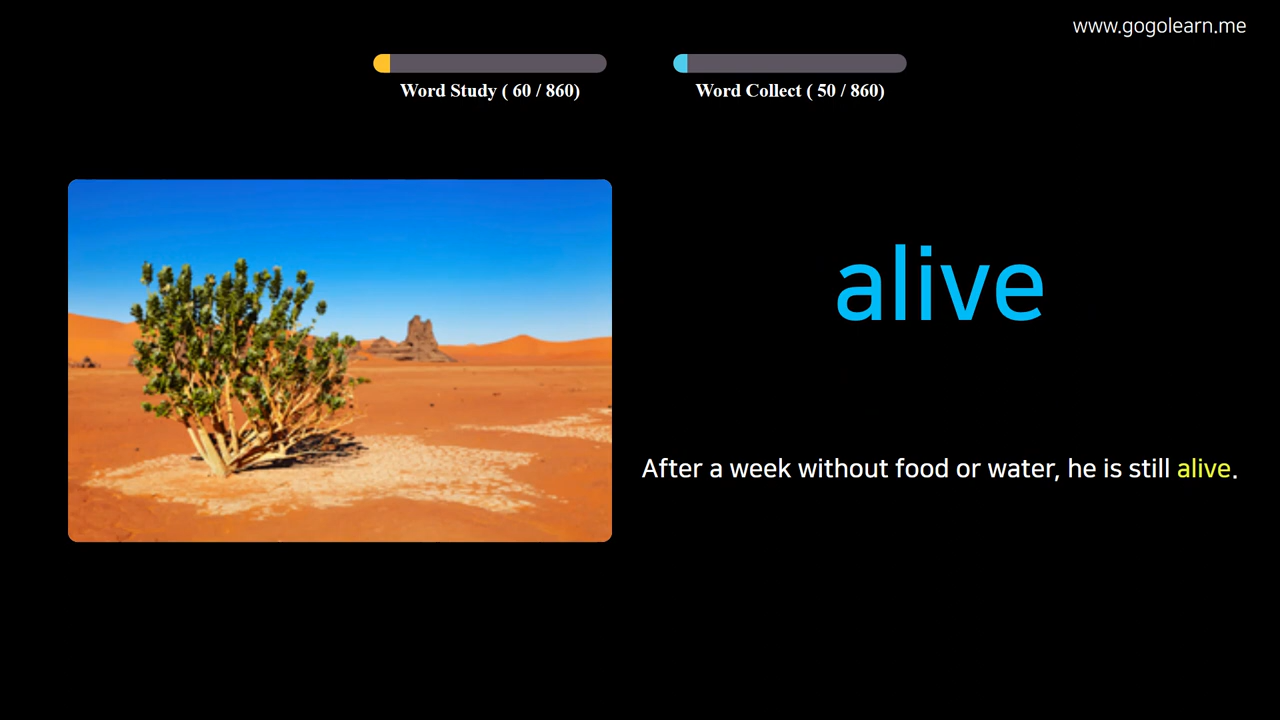 www.gogolearn.me
Word Study ( 60 / 860)
Word Collect ( 50 / 860)
alive
After a week without food or water, he is still alive.